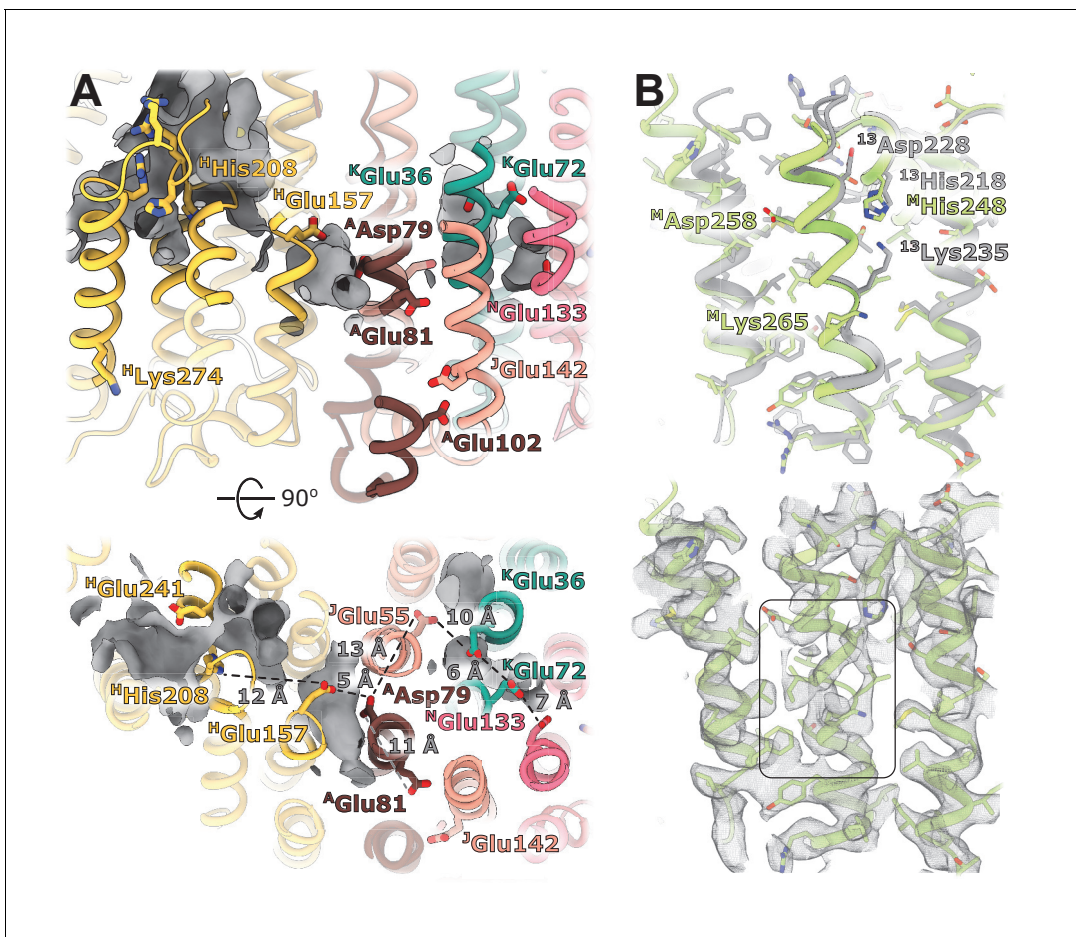 A
ᴴHis208
ᴴGlu157
ᴷGlu36
ᴷGlu72
ᴬAsp79
ᴬGlu81
ᴺGlu133
ᴴLys274
ᴶGlu142
ᴬGlu102
90°
ᴴGlu241
ᴷGlu36
ᴶGlu55
10 Å
13 Å
5 Å
6 Å
ᴷGlu72
ᴬAsp79
7 Å
ᴴHis208
12 Å
ᴺGlu133
ᴴGlu157
11 Å
ᴬGlu81
ᴶGlu142
B
¹³Asp228
¹³His218
ᴹHis248
ᴹAsp258
¹³Lys235
ᴹLys265